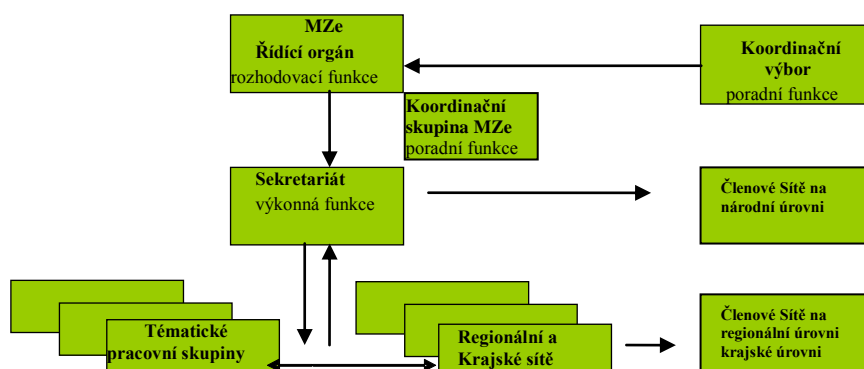 MZe
Řídící orgán
rozhodovací funkce
Koordinační
výbor
poradní funkce
Koordinační
skupina MZe
poradní funkce
Sekretariát
výkonná funkce
Členové Sítě na
národní úrovni
Tématické
pracovní skupiny
Regionální a
Krajské sítě
Členové Sítě na
regionální úrovni
krajské úrovni